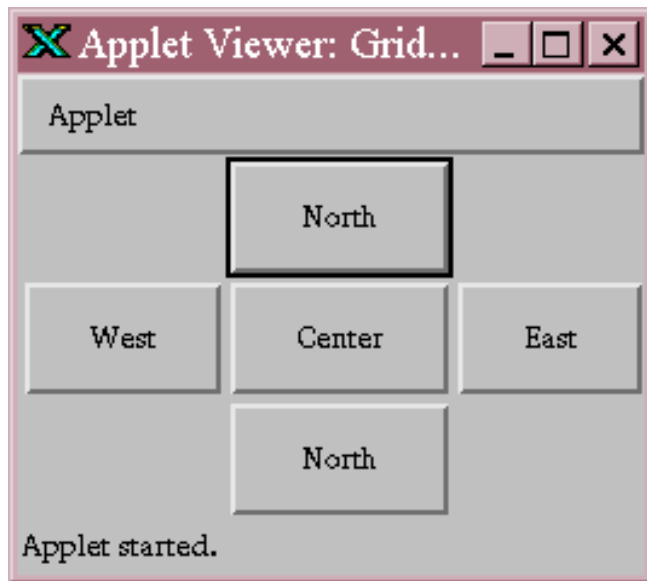 Applet Viewer: Grid...
Applet
North
West Center East
North
Applet started.